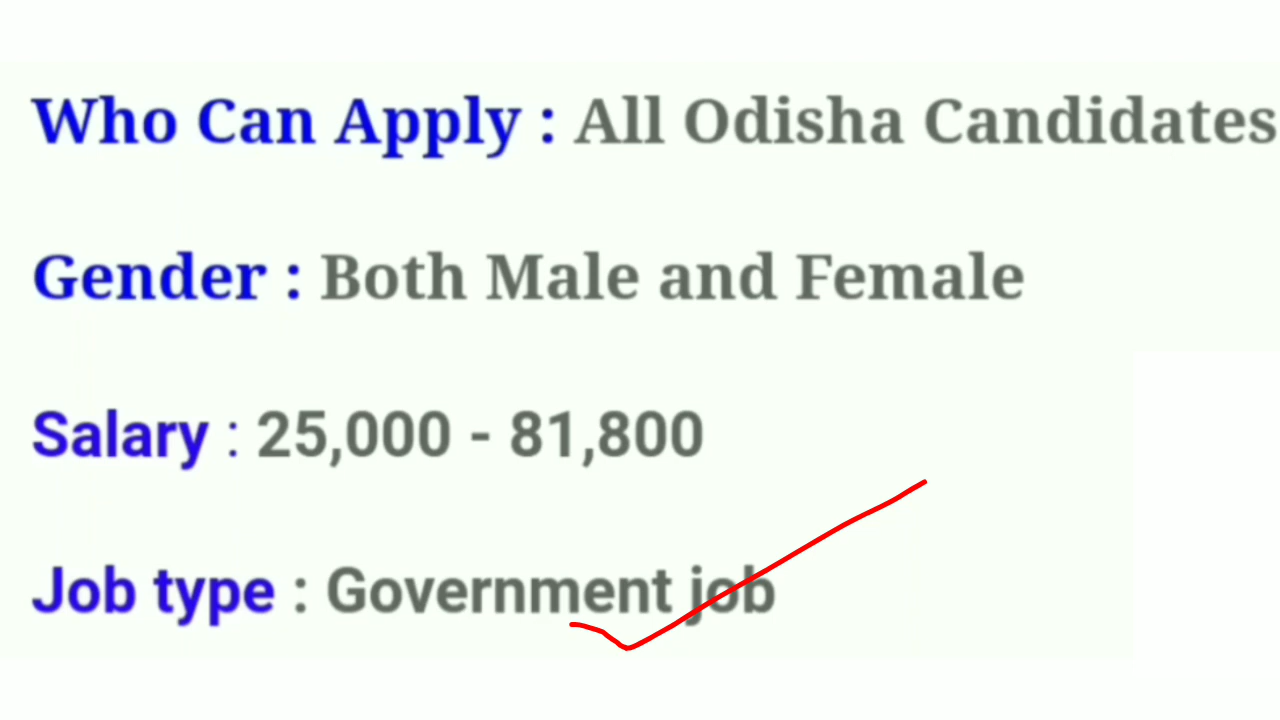 Who Can Apply : All Odisha Candidates
Gender : Both Male and Female
Salary : 25,000 - 81,800
Job type : Government job